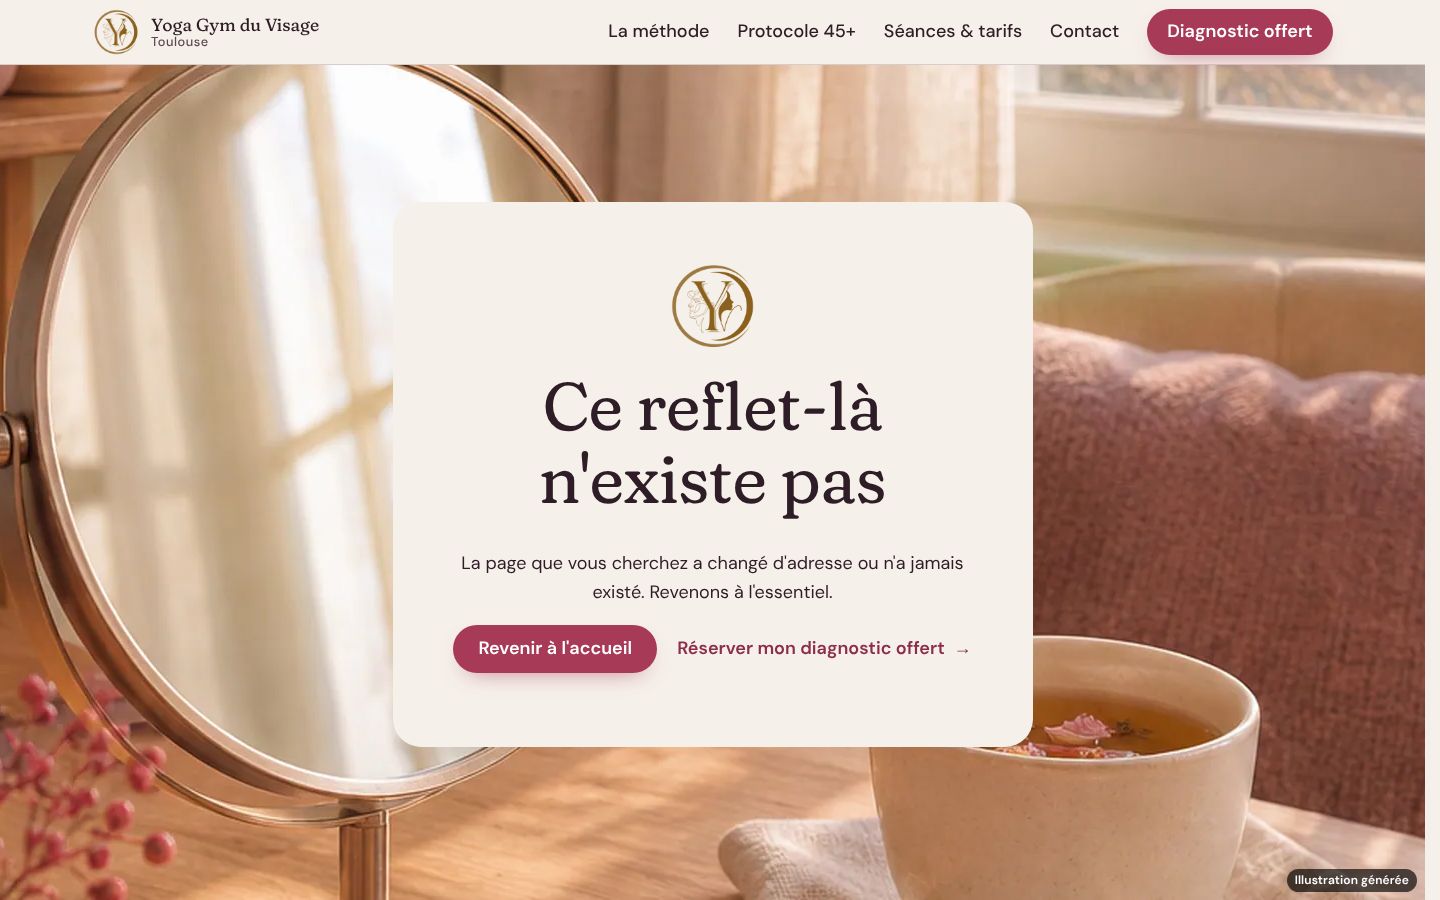 Yoga Gym du Visage
Toulouse
La méthode
Protocole 45+
Séances & tarifs
Contact
Diagnostic offert
Y
Ce reflet-là
n'existe pas
La page que vous cherchez a changé d'adresse ou n'a jamais
existé. Revenons à l'essentiel.
Revenir à l'accueil
Réserver mon diagnostic offert →
Illustration générée